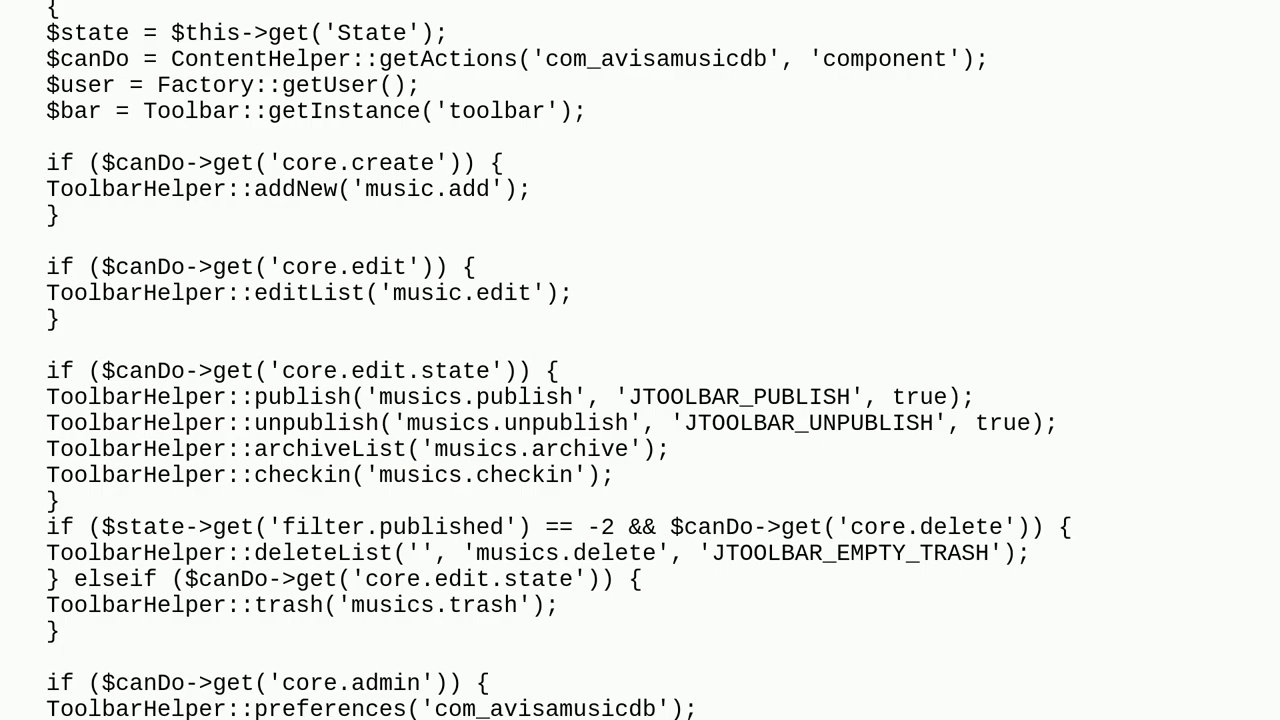 {
$state = $this->get('State');
$canDo = ContentHelper::getActions('com_avisamusicdb', 'component');
$user = Factory::getUser();
$bar = Toolbar::getInstance('toolbar');
if ($canDo->get('core.create')) {
ToolbarHelper::addNew('music.add');
}
if ($canDo->get('core.edit')) {
ToolbarHelper::editList('music.edit');
}
if ($canDo->get('core.edit.state')) {
ToolbarHelper::publish('musics.publish', 'JTOOLBAR_PUBLISH', true);
ToolbarHelper::unpublish('musics.unpublish', 'JTOOLBAR_UNPUBLISH', true);
ToolbarHelper::archiveList('musics.archive');
ToolbarHelper::checkin('musics.checkin');
}
if ($state->get('filter.published') == -2 && $canDo->get('core.delete')) {
ToolbarHelper::deleteList('', 'musics.delete', 'JTOOLBAR_EMPTY_TRASH');
} elseif ($canDo->get('core.edit.state')) {
ToolbarHelper::trash('musics.trash');
}
if ($canDo->get('core.admin')) {
ToolbarHelper::preferences('com_avisamusicdb');